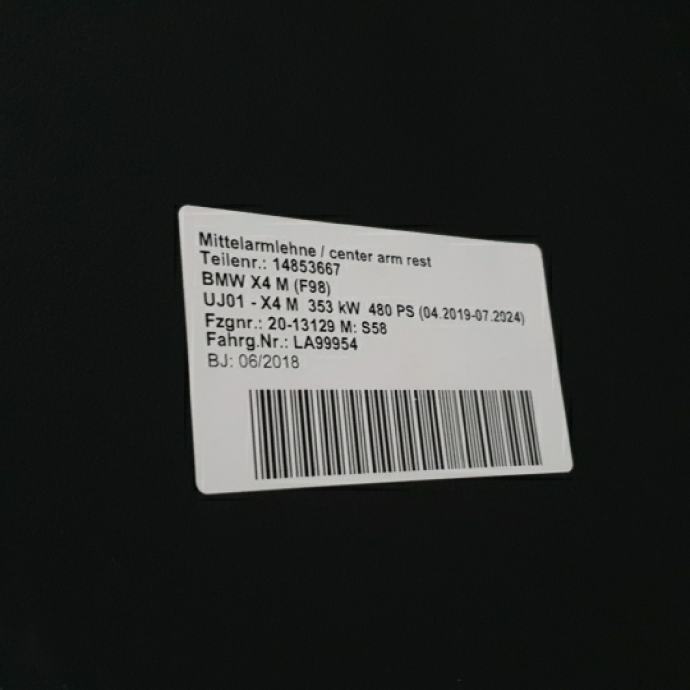 Mittelarmlehne / center arm rest
Teilenr.: 14853667
BMW X4 M (F98)
UJ01 - X4 M 353 kW 480 PS (04.2019-07.2024)
Fzgnr.: 20-13129 M: S58
Fahrg.Nr.: LA99954
BJ: 06/2018